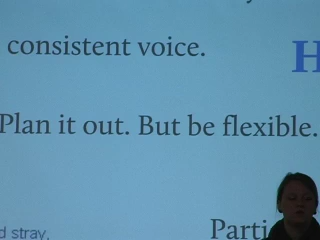 consistent voice.
H
Plan it out. But be flexible.
d stray,
Parti